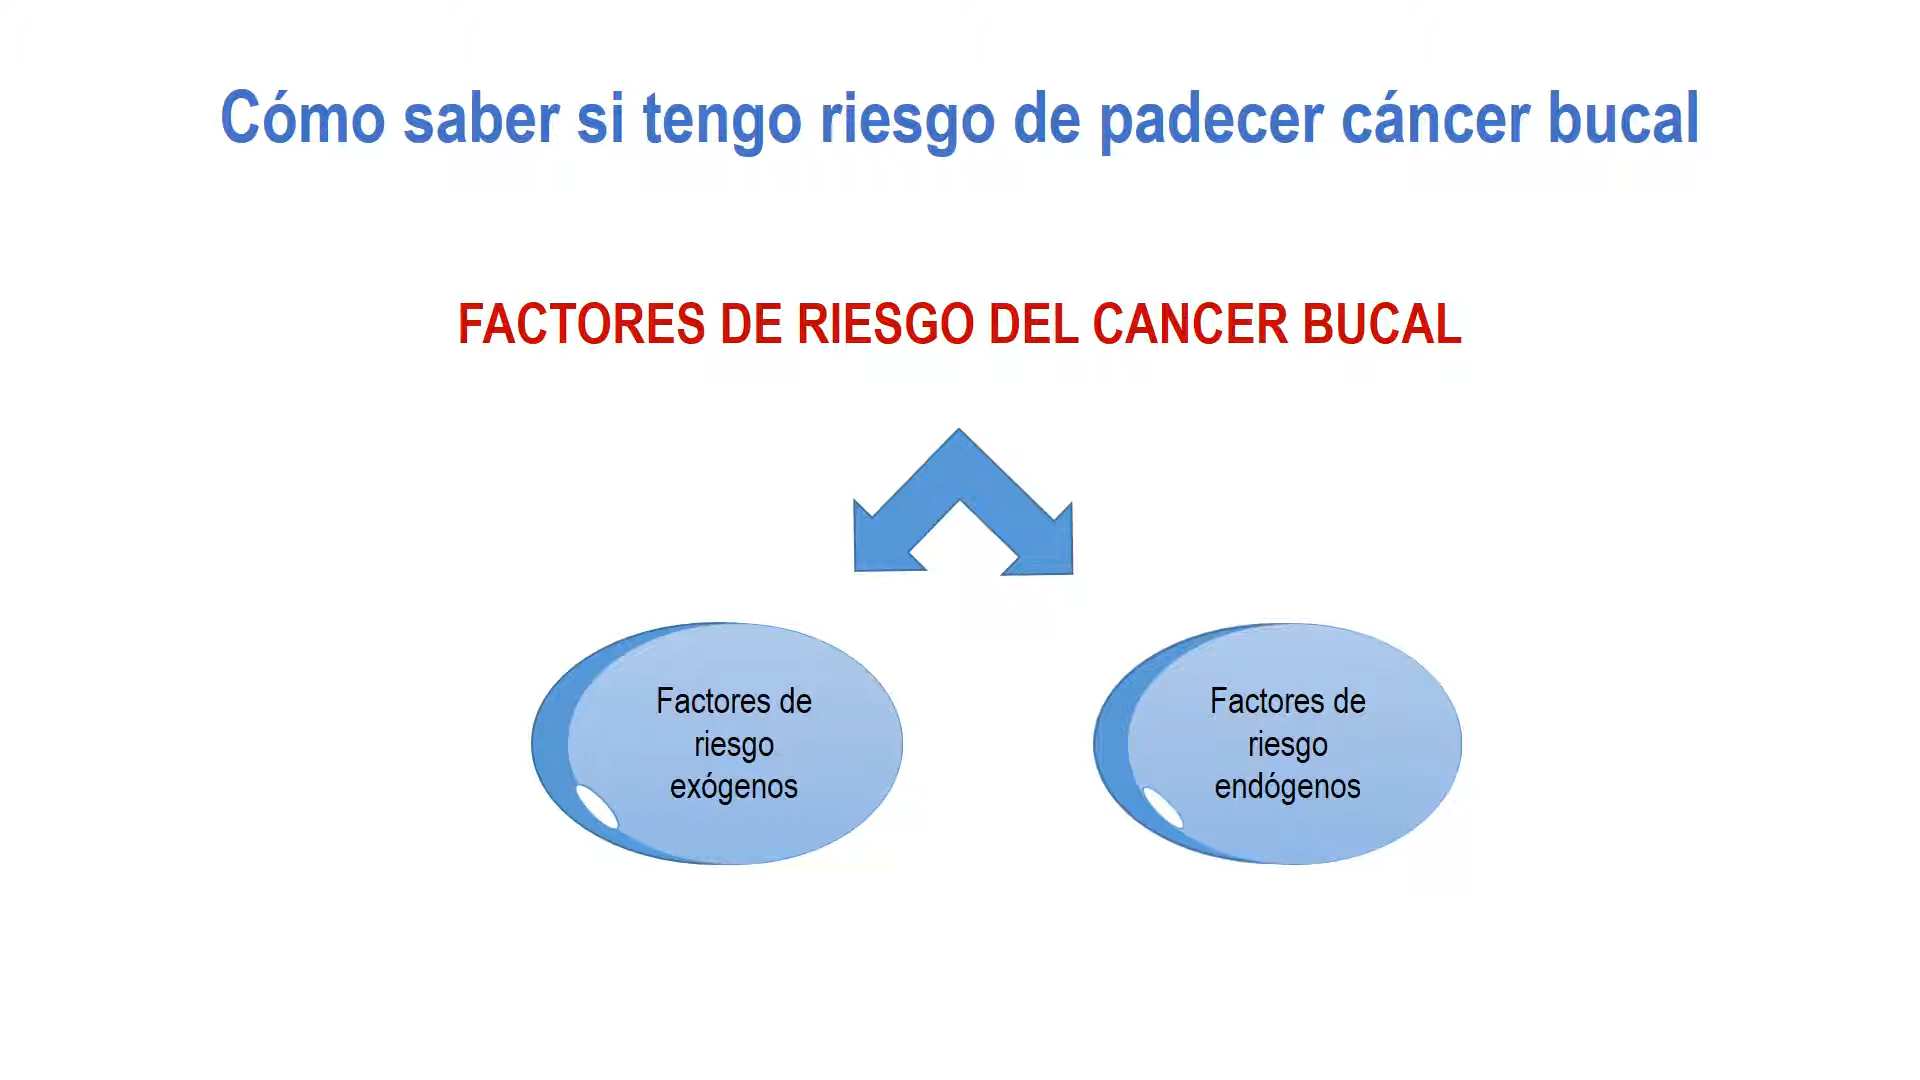 Cómo saber si tengo riesgo de padecer cáncer bucal
FACTORES DE RIESGO DEL CANCER BUCAL
Factores de
riesgo
exógenos
Factores de
riesgo
endógenos